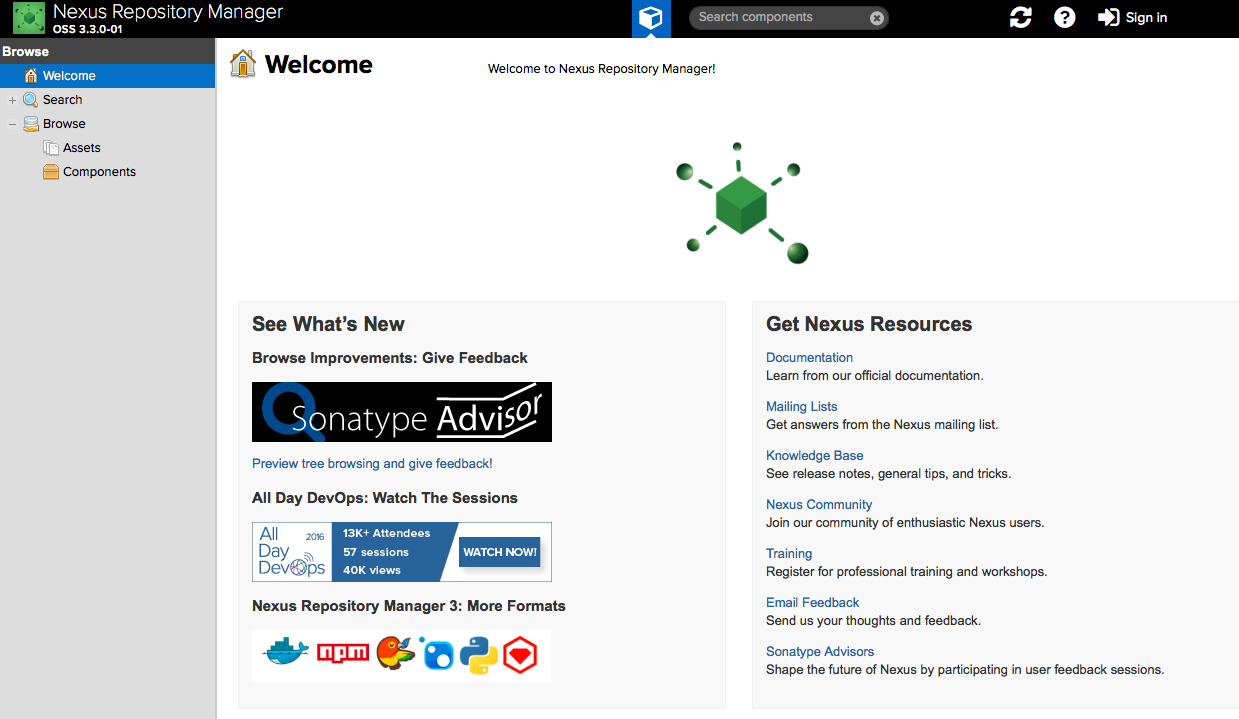 Nexus Repository Manager
OSS 3.3.0-01
Search components
Sign in
Browse
Welcome
Search
Browse
Assets
Components
Welcome
Welcome to Nexus Repository Manager!
See What's New
Browse Improvements: Give Feedback
Sonatype Advisor
Preview tree browsing and give feedback!
All Day DevOps: Watch The Sessions
All
Day
DevOps
2016
13K+ Attendees
57 sessions
40K views
WATCH NOW!
Nexus Repository Manager 3: More Formats
npm
Get Nexus Resources
Documentation
Learn from our official documentation.
Mailing Lists
Get answers from the Nexus mailing list.
Knowledge Base
See release notes, general tips, and tricks.
Nexus Community
Join our community of enthusiastic Nexus users.
Training
Register for professional training and workshops.
Email Feedback
Send us your thoughts and feedback.
Sonatype Advisors
Shape the future of Nexus by participating in user feedback sessions.